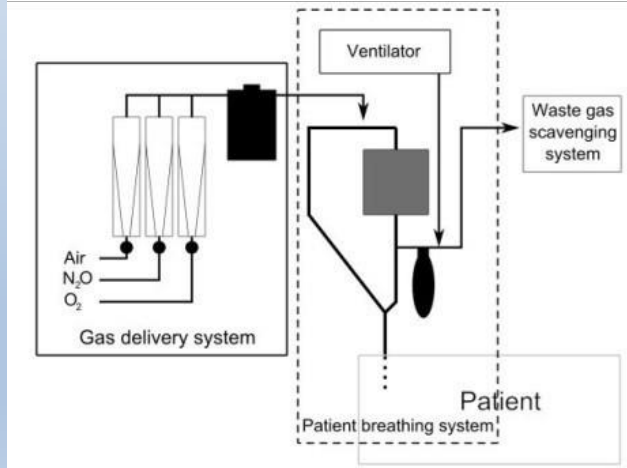 Ventilator
Waste gas
scavenging
system
Air
N₂O
O₂
Gas delivery system
Patient
Patient breathing system